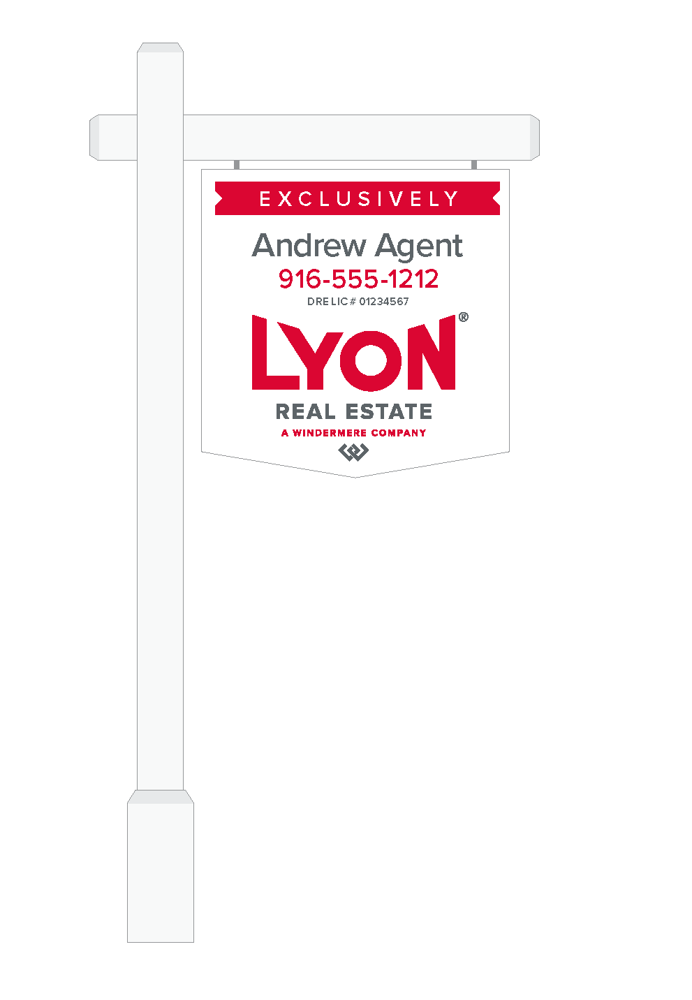 EXCLUSIVELY
Andrew Agent
916-555-1212
DRE LIC # 01234567
LYON®
REAL ESTATE
A WINDERMERE COMPANY